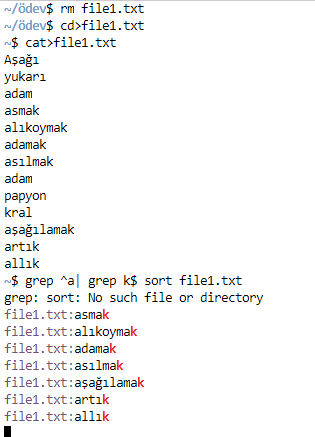 ~/ödev$ rm file1.txt
~/ödev$ cd>file1.txt
~$ cat>file1.txt
Aşağı
yukarı
adam
asmak
alıkoymak
adamak
asılmak
adam
papyon
kral
aşağılamak
artık
allık
~$ grep ^a| grep k$ sort file1.txt
grep: sort: No such file or directory
file1.txt:asmak
file1.txt:alıkoymak
file1.txt:adamak
file1.txt:asılmak
file1.txt:aşağılamak
file1.txt:artık
file1.txt:allık